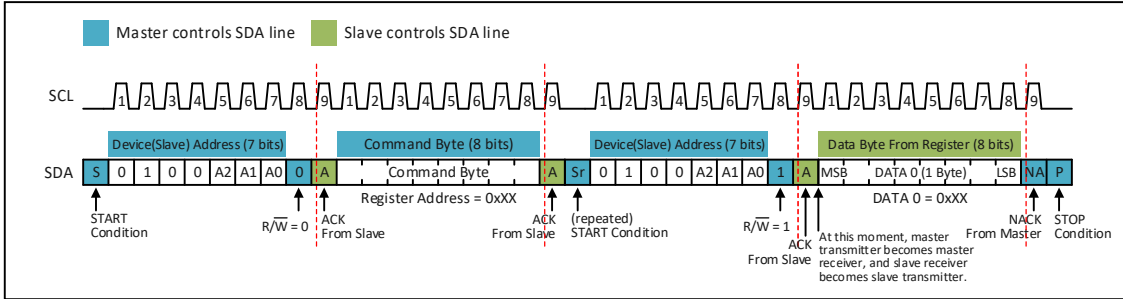 Master controls SDA line Slave controls SDA line
SCL 1 2 3 4 5 6 7 8 9 1 2 3 4 5 6 7 8 9 1 2 3 4 5 6 7 8 9 1 2 3 4 5 6 7 8 9
Device(Slave) Address (7 bits) Command Byte (8 bits) Device(Slave) Address (7 bits) Data Byte From Register (8 bits)
SDA S 0 1 0 0 A2 A1 A0 0 A Command Byte A Sr 0 1 0 0 A2 A1 A0 1 A MSB DATA 0 (1 Byte) LSB NA P
Register Address = 0xXX DATA 0 = 0xXX
START
Condition
R/W = 0
ACK
From Slave
ACK
From Slave
(repeated)
START Condition
R/W = 1
ACK
From Slave
At this moment, master
transmitter becomes master
receiver, and slave receiver
becomes slave transmitter.
NACK
From Master
STOP
Condition